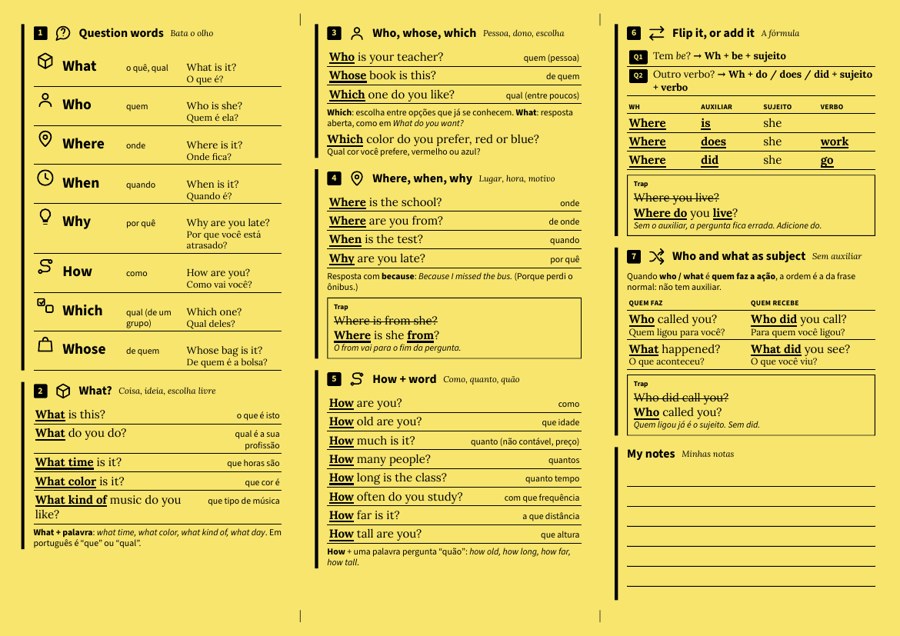 1 Question words Bata o olho
What o quê, qual What is it?
O que é?
Who quem Who is she?
Quem é ela?
Where onde Where is it?
Onde fica?
When quando When is it?
Quando é?
Why por quê Why are you late?
Por que você está
atrasado?
How como How are you?
Como vai você?
Which qual (de um Which one?
grupo) Qual deles?
Whose de quem Whose bag is it?
De quem é a bolsa?
2 What? Coisa, ideia, escolha livre
What is this? o que é isto
What do you do? qual é a sua
profissão
What time is it? que horas são
What color is it? que cor é
What kind of music do you que tipo de música
like?
What + palavra: what time, what color, what kind of, what day. Em
português é “que” ou “qual”.
3 Who, whose, which Pessoa, dono, escolha
Who is your teacher? quem (pessoa)
Whose book is this? de quem
Which one do you like? qual (entre poucos)
Which: escolha entre opções que já se conhecem. What: resposta
aberta, como em What do you want?
Which color do you prefer, red or blue?
Qual cor você prefere, vermelho ou azul?
4 Where, when, why Lugar, hora, motivo
Where is the school? onde
Where are you from? de onde
When is the test? quando
Why are you late? por quê
Resposta com because: Because I missed the bus. (Porque perdi o
ônibus.)
Trap
Where is from she?
Where is she from?
O from vai para o fim da pergunta.
5 How + word Como, quanto, quão
How are you? como
How old are you? que idade
How much is it? quanto (não contável, preço)
How many people? quantos
How long is the class? quanto tempo
How often do you study? com que frequência
How far is it? a que distância
How tall are you? que altura
How + uma palavra pergunta “quão”: how old, how long, how far,
how tall.
6 Flip it, or add it A fórmula
Q1 Tem be? → Wh + be + sujeito
Q2 Outro verbo? → Wh + do / does / did + sujeito
+ verbo
WH AUXILIAR SUJEITO VERBO
Where is she
Where does she work
Where did she go
Trap
Where you live?
Where do you live?
Sem o auxiliar, a pergunta fica errada. Adicione do.
7 Who and what as subject Sem auxiliar
Quando who / what é quem faz a ação, a ordem é a da frase
normal: não tem auxiliar.
QUEM FAZ QUEM RECEBE
Who called you? Who did you call?
Quem ligou para você? Para quem você ligou?
What happened? What did you see?
O que aconteceu? O que você viu?
Trap
Who did call you?
Who called you?
Quem ligou já é o sujeito. Sem did.
My notes Minhas notas